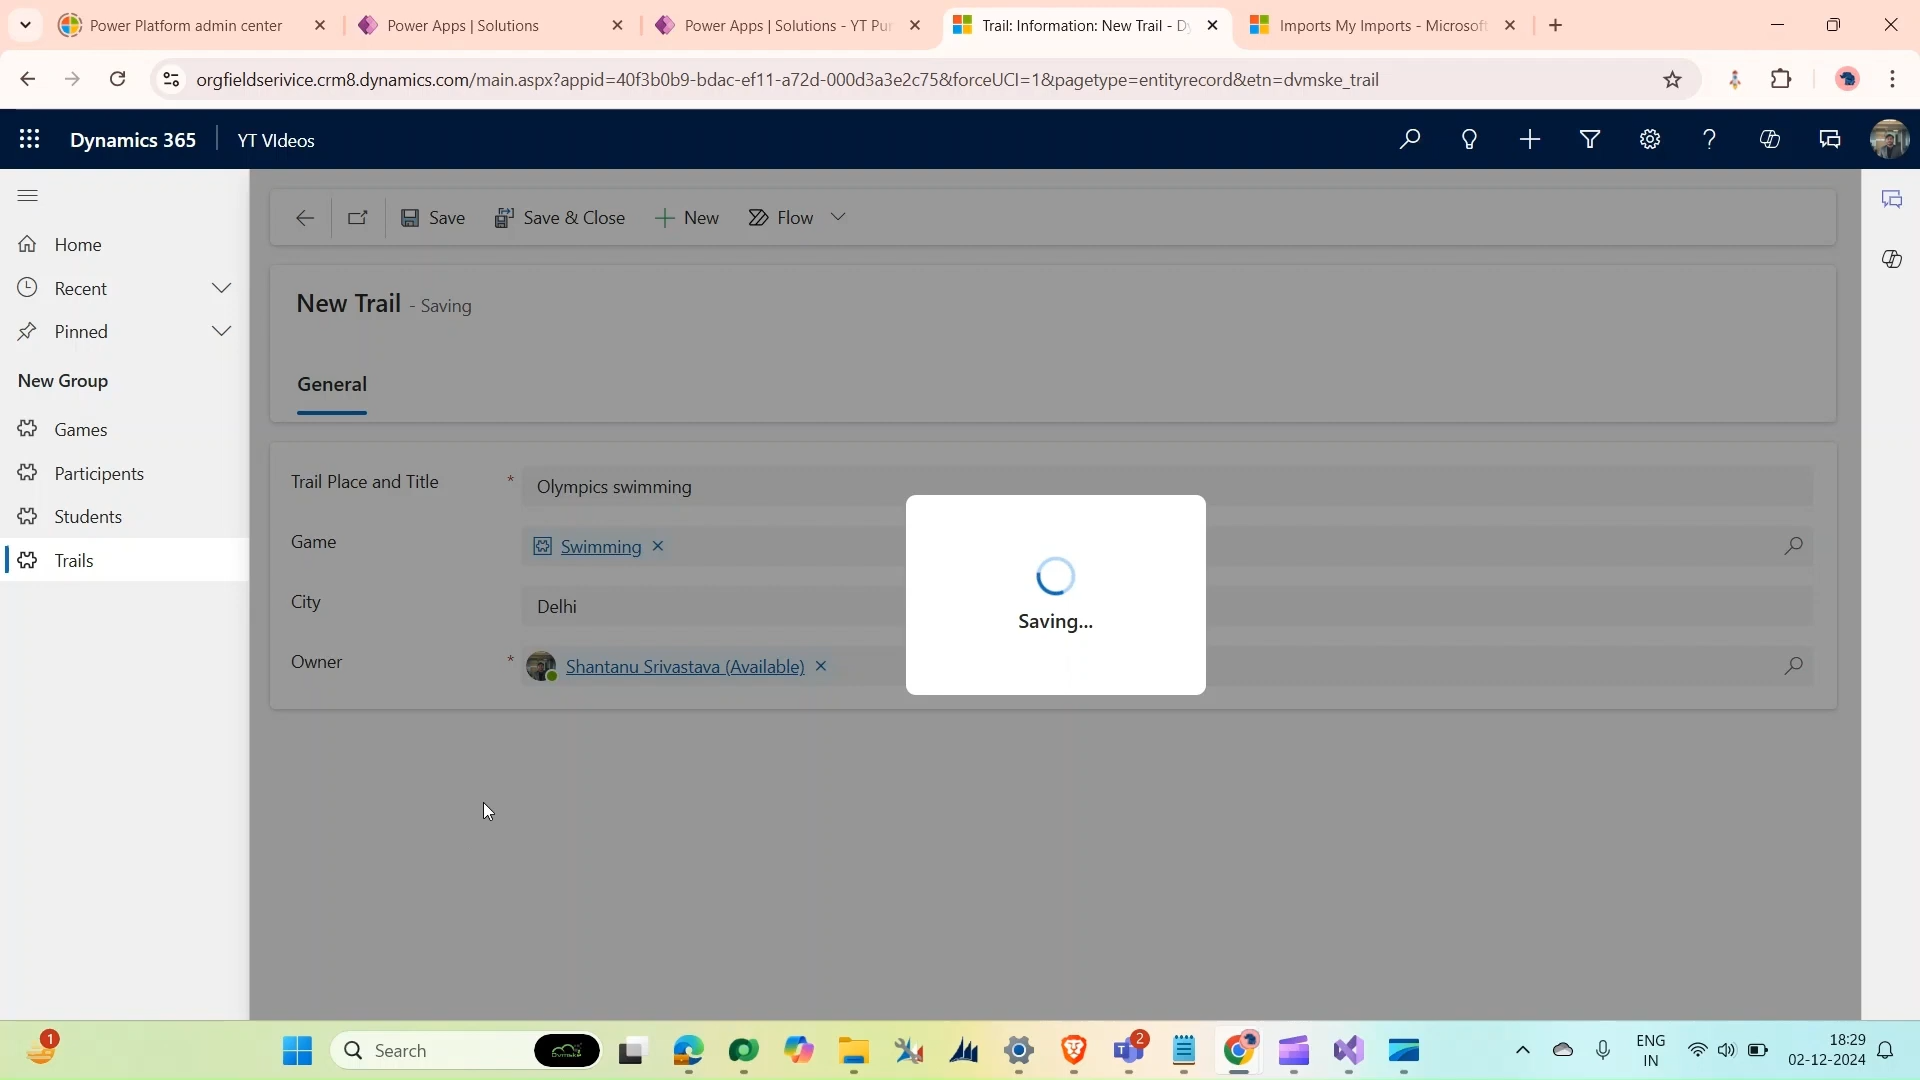 Power Platform admin center
Power Apps | Solutions
Power Apps | Solutions - YT Pu
Trail: Information: New Trail - Dy
Imports My Imports - Microsoft
orgfieldserivice.crm8.dynamics.com/main.aspx?appid=40f3b0b9-bdac-ef11-a72d-000d3a3e2c75&forceUCI=1&pagetype=entityrecord&etn=dvmske_trail
Dynamics 365
YT VIdeos
Save
Save & Close
New
Flow
Home
Recent
Pinned
New Group
Games
Participants
Students
Trails
New Trail - Saving
General
Trail Place and Title * Olympics swimming
Game Swimming
City Delhi
Owner * Shantanu Srivastava (Available)
Saving...
1
Search
2
ENG
IN
18:29
02-12-2024